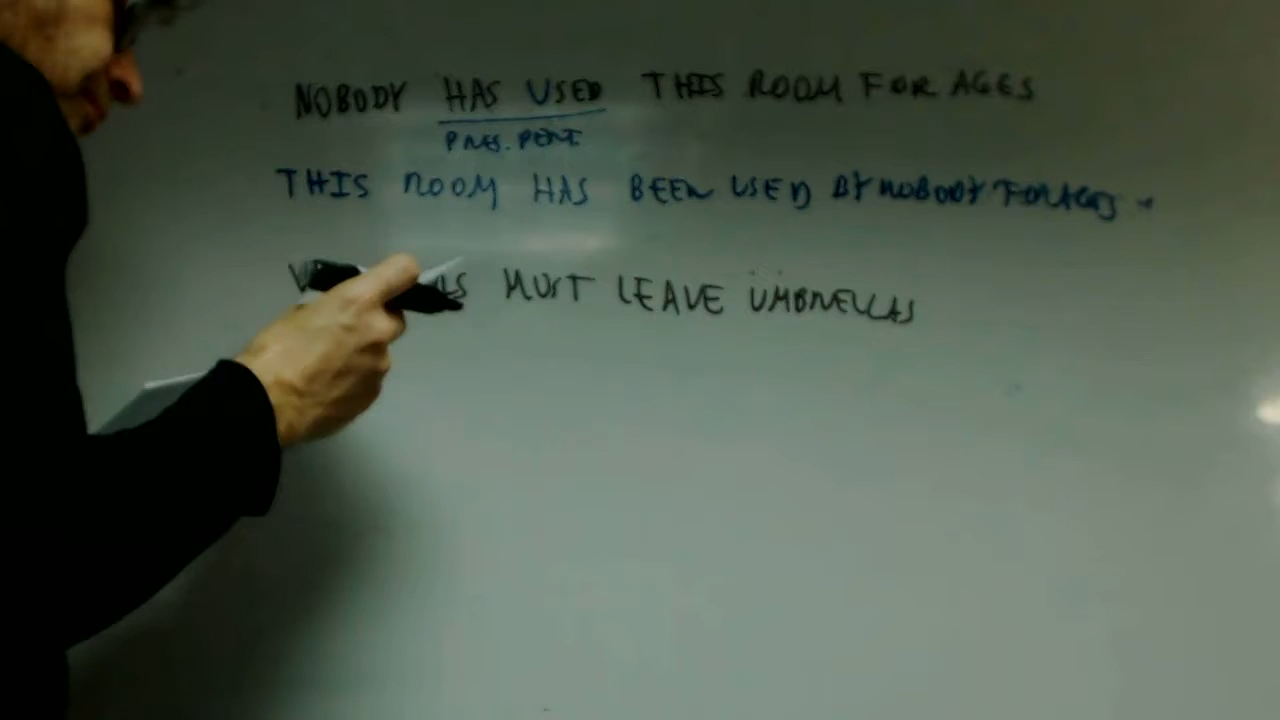 NOBODY HAS USED THIS ROOM FOR AGES
PRES. PERF
THIS ROOM HAS BEEN USED BY NOBODY FOR AGES
MUST LEAVE UMBRELLAS